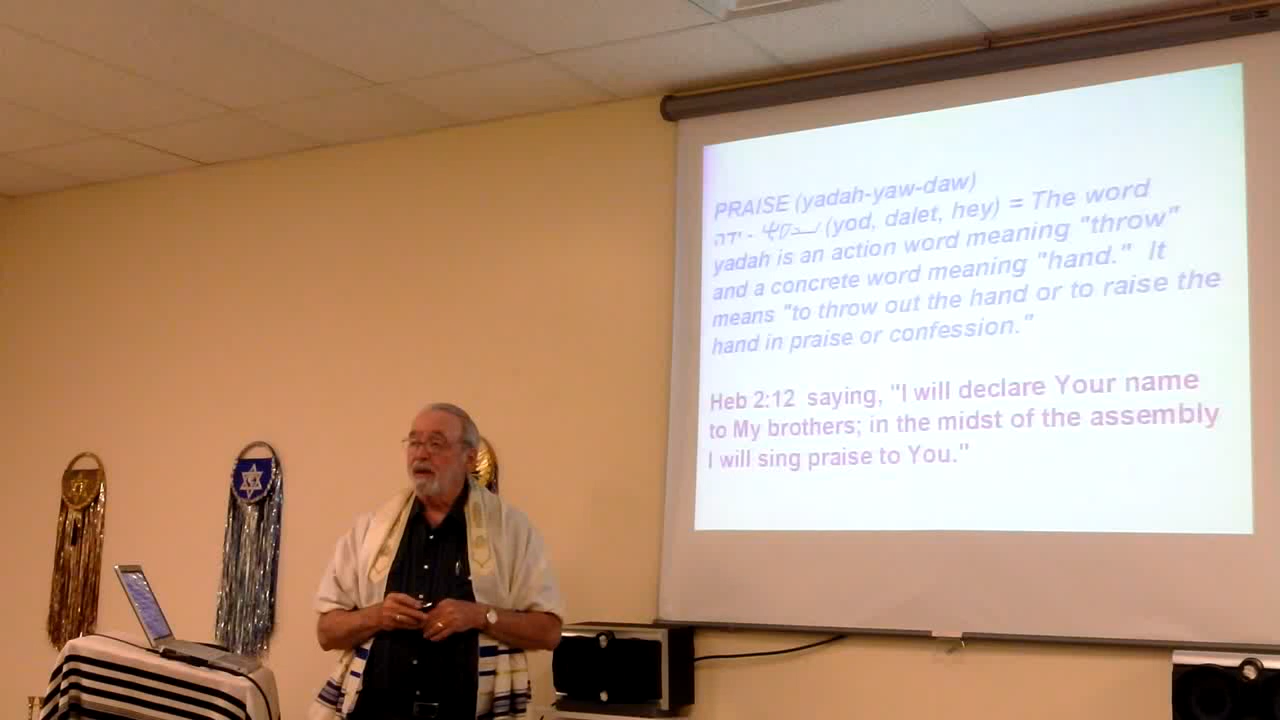 PRAISE (yadah-yaw-daw)
ידה - (yod, dalet, hey) = The word
yadah is an action word meaning "throw"
and a concrete word meaning "hand." It
means "to throw out the hand or to raise the
hand in praise or confession."
Heb 2:12 saying, "I will declare Your name
to My brothers; in the midst of the assembly
I will sing praise to You."